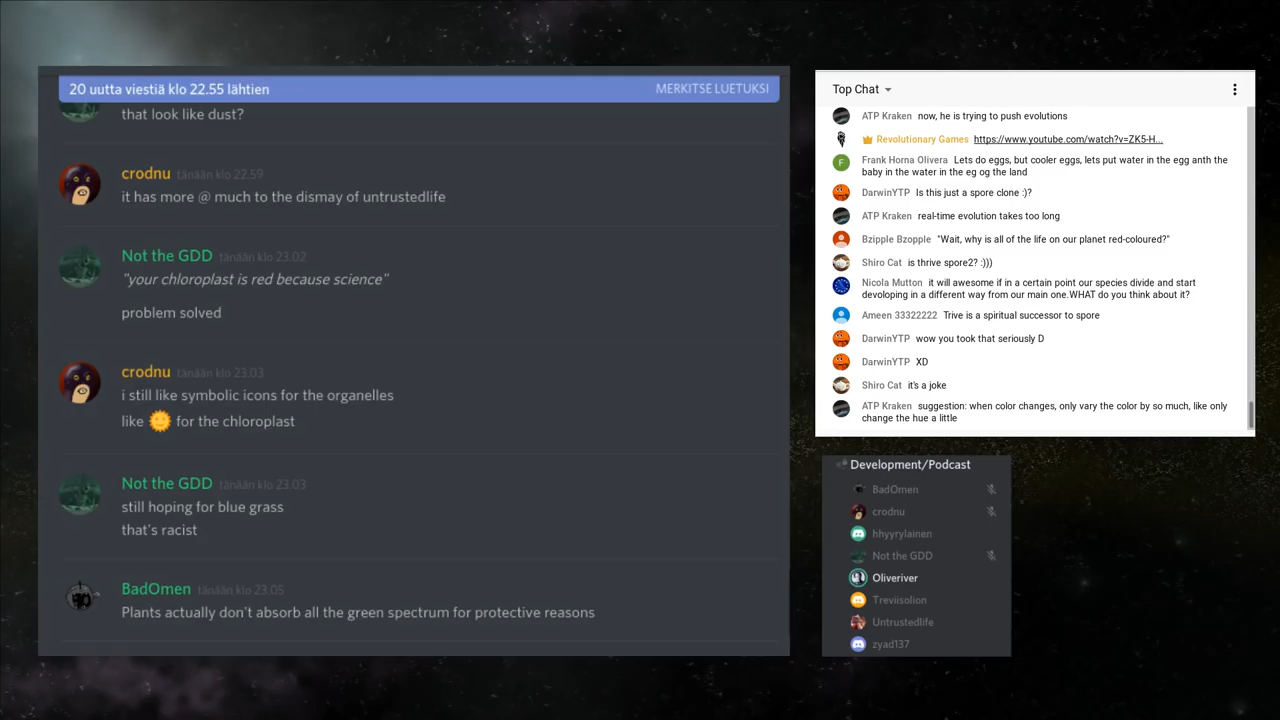 20 uutta viestiä klo 22.55 lähtien
MERKITSE LUETUKSI
that look like dust?
crodnu tänään klo 22.59
it has more @ much to the dismay of untrustedlife
Not the GDD tänään klo 23.02
"your chloroplast is red because science"
problem solved
crodnu tänään klo 23.03
i still like symbolic icons for the organelles
like 🌞 for the chloroplast
Not the GDD tänään klo 23.03
still hoping for blue grass
that's racist
BadOmen tänään klo 23.05
Plants actually don't absorb all the green spectrum for protective reasons
Top Chat
ATP Kraken now, he is trying to push evolutions
Revolutionary Games https://www.youtube.com/watch?v=ZK5-H...
F
Frank Horna Olivera Lets do eggs, but cooler eggs, lets put water in the egg anth the
baby in the water in the eg og the land
DarwinYTP Is this just a spore clone :)?
ATP Kraken real-time evolution takes too long
Bzipple Bzopple "Wait, why is all of the life on our planet red-coloured?"
Shiro Cat is thrive spore2? :)))
Nicola Mutton it will awesome if in a certain point our species divide and start
devoloping in a different way from our main one.WHAT do you think about it?
Ameen 33322222 Trive is a spiritual successor to spore
DarwinYTP wow you took that seriously D
DarwinYTP XD
Shiro Cat it's a joke
ATP Kraken suggestion: when color changes, only vary the color by so much, like only
change the hue a little
Development/Podcast
BadOmen
crodnu
hhyyrylainen
Not the GDD
Oliveriver
Treviisolion
Untrustedlife
zyad137